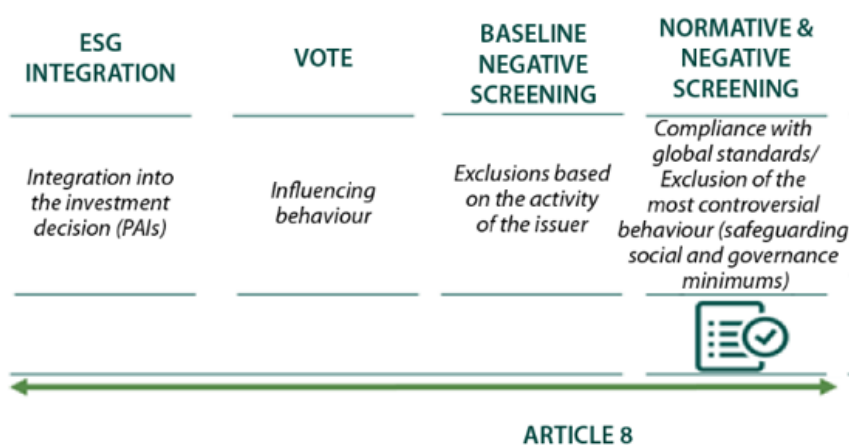 ESG
INTEGRATION
VOTE
BASELINE
NEGATIVE
SCREENING
NORMATIVE &
NEGATIVE
SCREENING
Integration into
the investment
decision (PAIs)
Influencing
behaviour
Exclusions based
on the activity
of the issuer
Compliance with
global standards/
Exclusion of the
most controversial
behaviour (safeguarding
social and governance
minimums)
ARTICLE 8